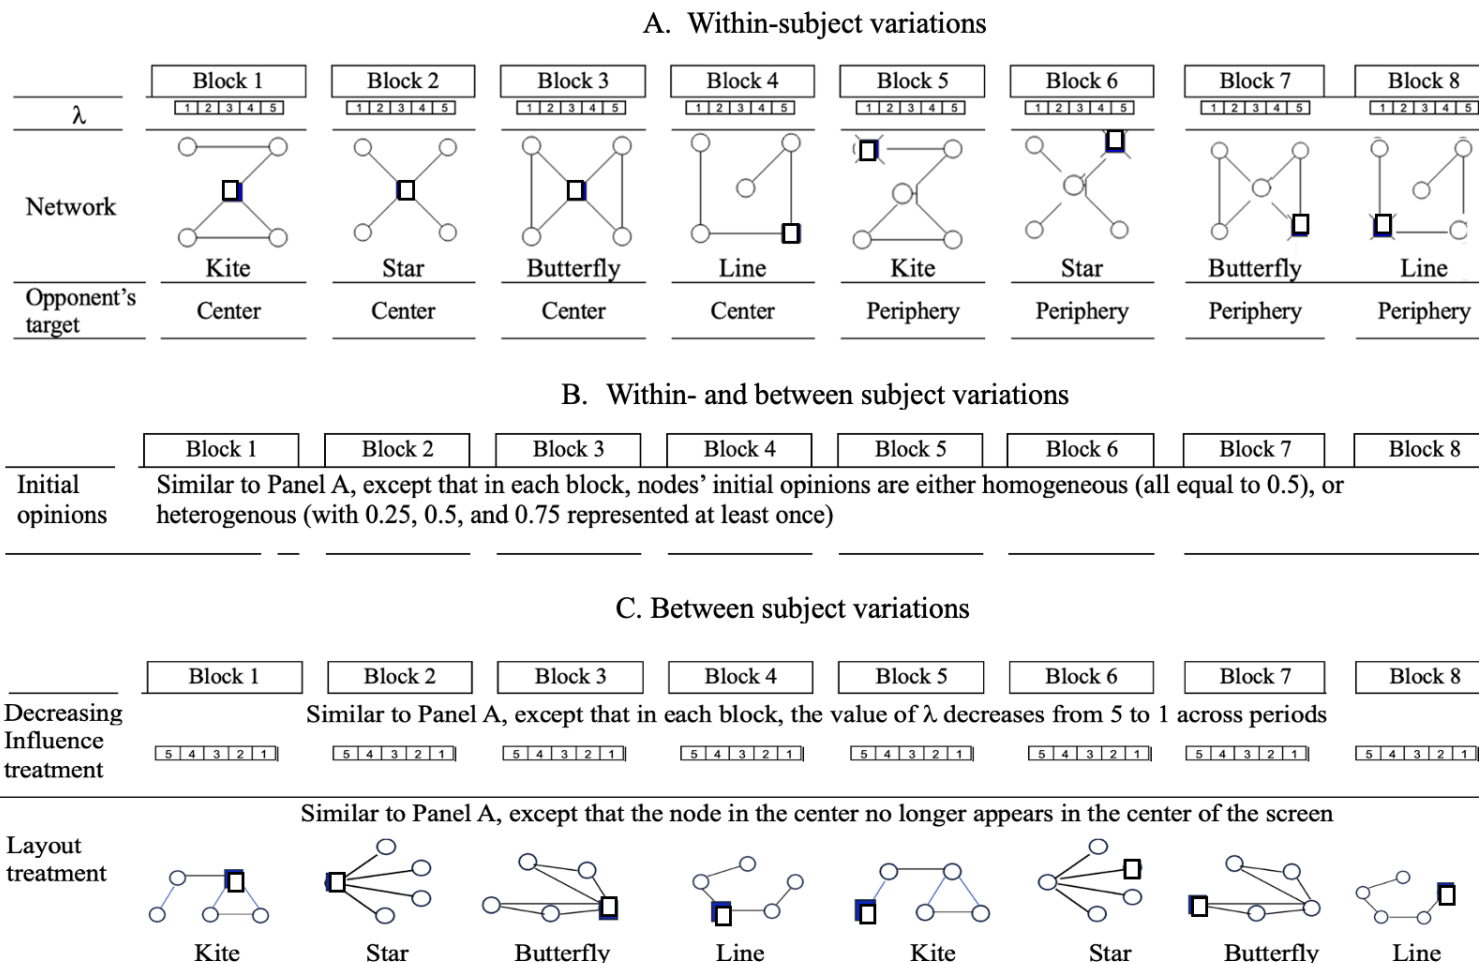 A. Within-subject variations
Block 1 Block 2 Block 3 Block 4 Block 5 Block 6 Block 7 Block 8
λ 1 2 3 4 5 1 2 3 4 5 1 2 3 4 5 1 2 3 4 5 1 2 3 4 5 1 2 3 4 5 1 2 3 4 5 1 2 3 4 5
Network
Kite Star Butterfly Line Kite Star Butterfly Line
Opponent's
target
Center Center Center Center Periphery Periphery Periphery Periphery
B. Within- and between subject variations
Block 1 Block 2 Block 3 Block 4 Block 5 Block 6 Block 7 Block 8
Initial
opinions
Similar to Panel A, except that in each block, nodes' initial opinions are either homogeneous (all equal to 0.5), or
heterogenous (with 0.25, 0.5, and 0.75 represented at least once)
C. Between subject variations
Block 1 Block 2 Block 3 Block 4 Block 5 Block 6 Block 7 Block 8
Decreasing
Influence
treatment
Similar to Panel A, except that in each block, the value of λ decreases from 5 to 1 across periods
5 4 3 2 1 5 4 3 2 1 5 4 3 2 1 5 4 3 2 1 5 4 3 2 1 5 4 3 2 1 5 4 3 2 1 5 4 3 2 1
Similar to Panel A, except that the node in the center no longer appears in the center of the screen
Layout
treatment
Kite Star Butterfly Line Kite Star Butterfly Line